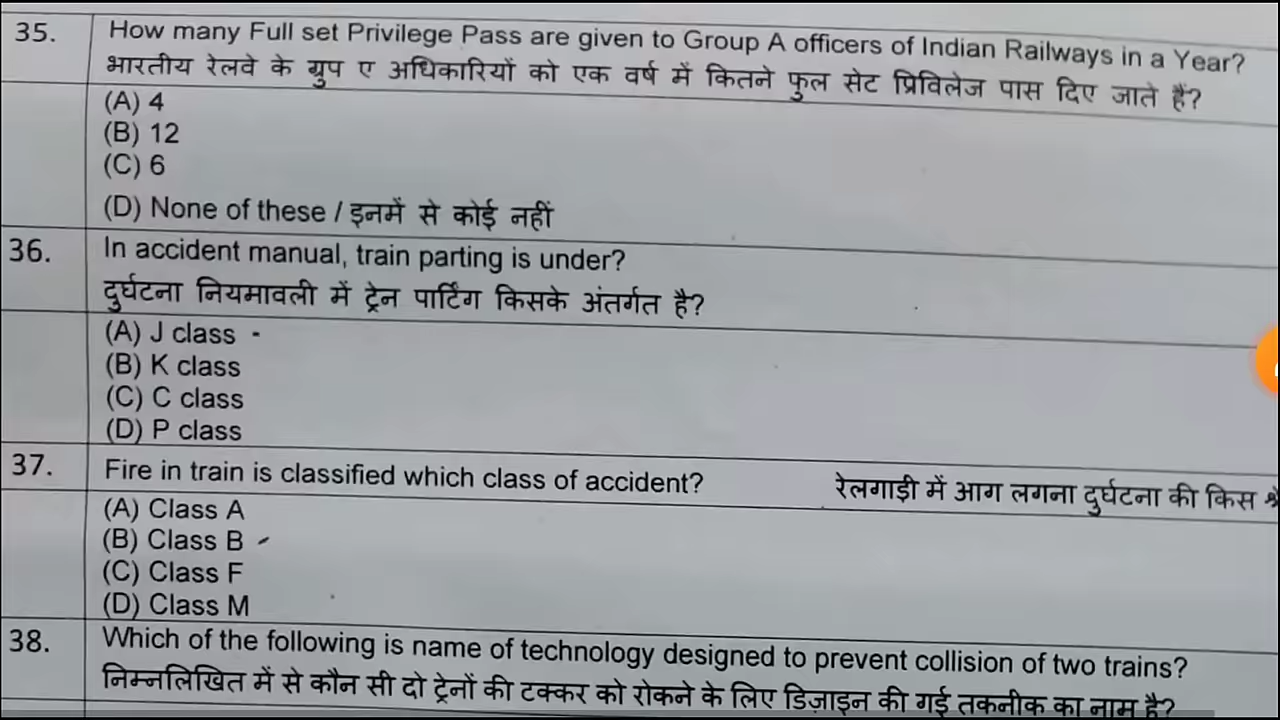 35. How many Full set Privilege Pass are given to Group A officers of Indian Railways in a Year?
भारतीय रेलवे के ग्रुप ए अधिकारियों को एक वर्ष में कितने फुल सेट प्रिविलेज पास दिए जाते हैं?
(A) 4
(B) 12
(C) 6
(D) None of these / इनमें से कोई नहीं
36. In accident manual, train parting is under?
दुर्घटना नियमावली में ट्रेन पार्टिंग किसके अंतर्गत है?
(A) J class
(B) K class
(C) C class
(D) P class
37. Fire in train is classified which class of accident? रेलगाड़ी में आग लगना दुर्घटना की किस
(A) Class A
(B) Class B
(C) Class F
(D) Class M
38. Which of the following is name of technology designed to prevent collision of two trains?
निम्नलिखित में से कौन सी दो ट्रेनों की टक्कर को रोकने के लिए डिज़ाइन की गई तकनीक का नाम है?